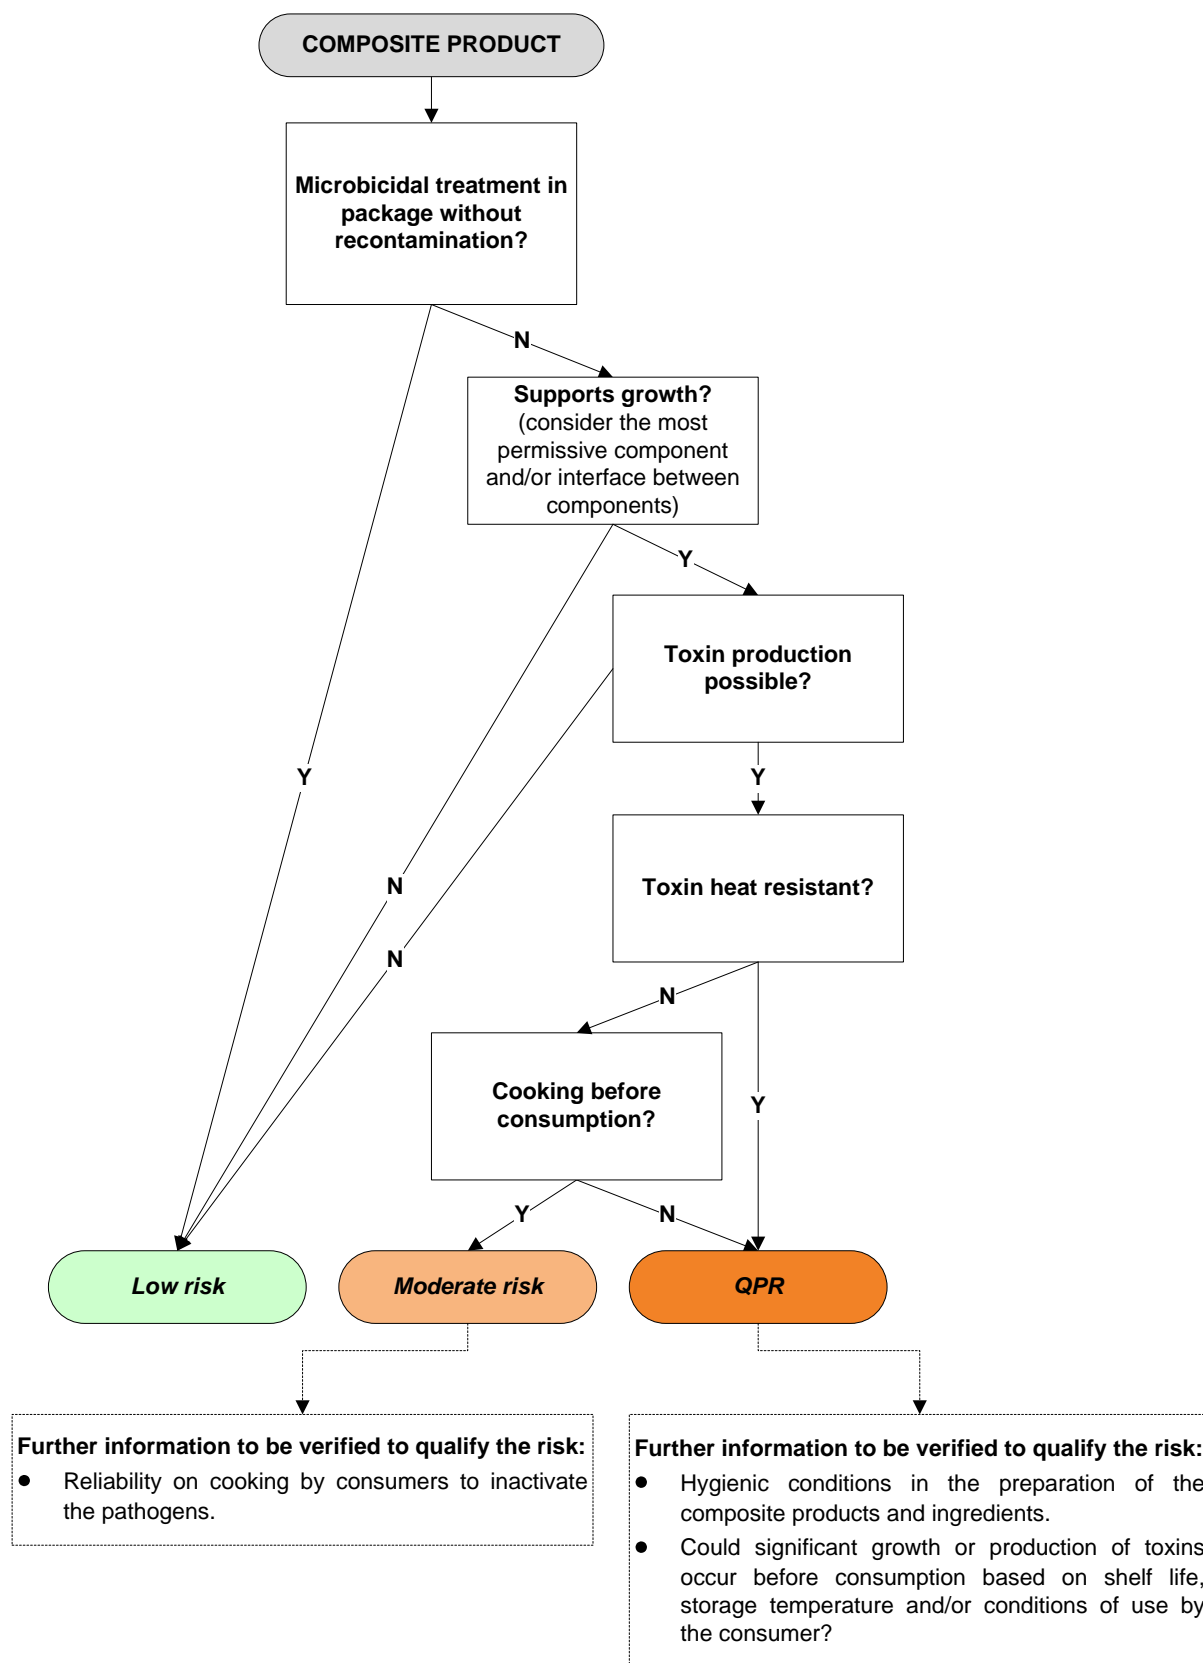 COMPOSITE PRODUCT
Microbicidal treatment in
package without
recontamination?
N
Supports growth?
(consider the most
permissive component
and/or interface between
components)
Y
Toxin production
possible?
Y
Y
Toxin heat resistant?
N
N
N
Cooking before
consumption?
Y
Y
N
Low risk
Moderate risk
QPR
Further information to be verified to qualify the risk:
● Reliability on cooking by consumers to inactivate
the pathogens.
Further information to be verified to qualify the risk:
● Hygienic conditions in the preparation of the
composite products and ingredients.
● Could significant growth or production of toxins
occur before consumption based on shelf life,
storage temperature and/or conditions of use by
the consumer?